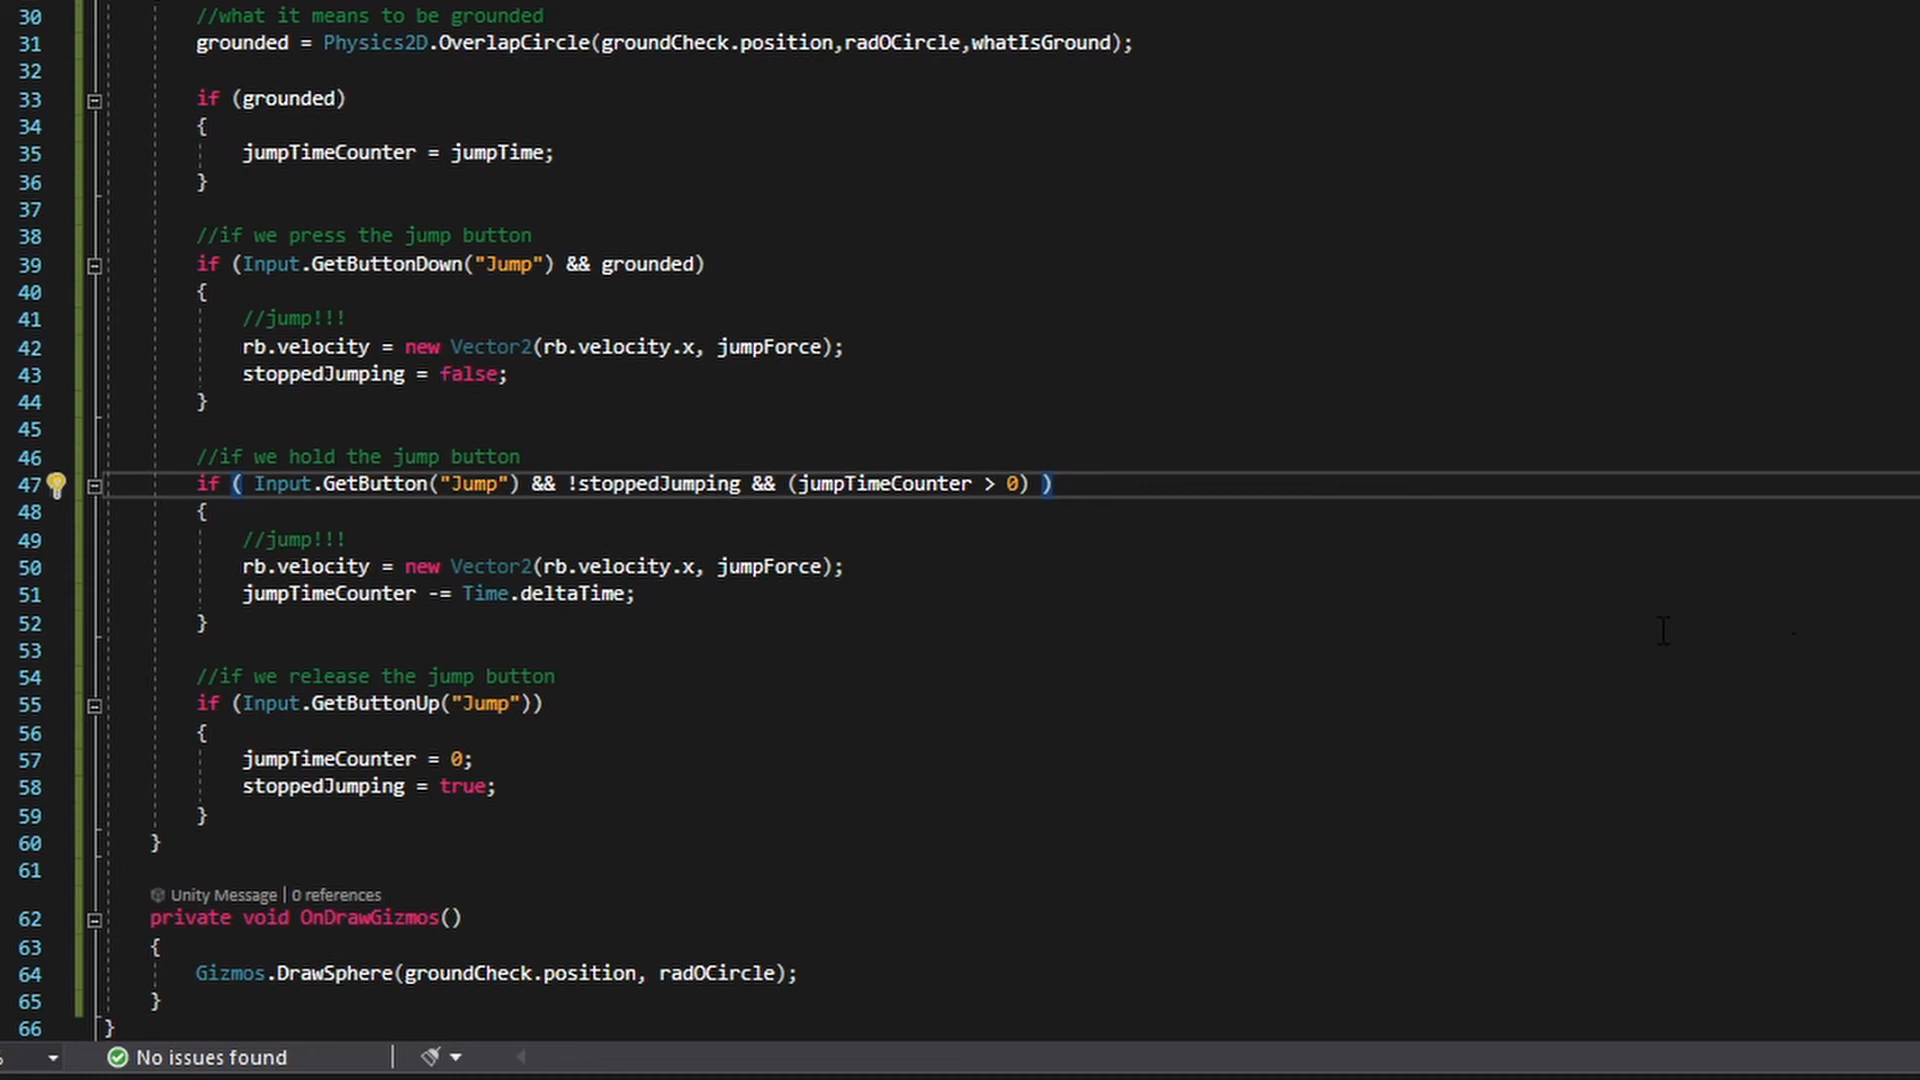 30 //what it means to be grounded
31 grounded = Physics2D.OverlapCircle(groundCheck.position,radOCircle,whatIsGround);
32
33 if (grounded)
34 {
35 jumpTimeCounter = jumpTime;
36 }
37
38 //if we press the jump button
39 if (Input.GetButtonDown("Jump") && grounded)
40 {
41 //jump!!!
42 rb.velocity = new Vector2(rb.velocity.x, jumpForce);
43 stoppedJumping = false;
44 }
45
46 //if we hold the jump button
47 if ( Input.GetButton("Jump") && !stoppedJumping && (jumpTimeCounter > 0) )
48 {
49 //jump!!!
50 rb.velocity = new Vector2(rb.velocity.x, jumpForce);
51 jumpTimeCounter -= Time.deltaTime;
52 }
53
54 //if we release the jump button
55 if (Input.GetButtonUp("Jump"))
56 {
57 jumpTimeCounter = 0;
58 stoppedJumping = true;
59 }
60 }
61
Unity Message | 0 references
62 private void OnDrawGizmos()
63 {
64 Gizmos.DrawSphere(groundCheck.position, radOCircle);
65 }
66 }
No issues found